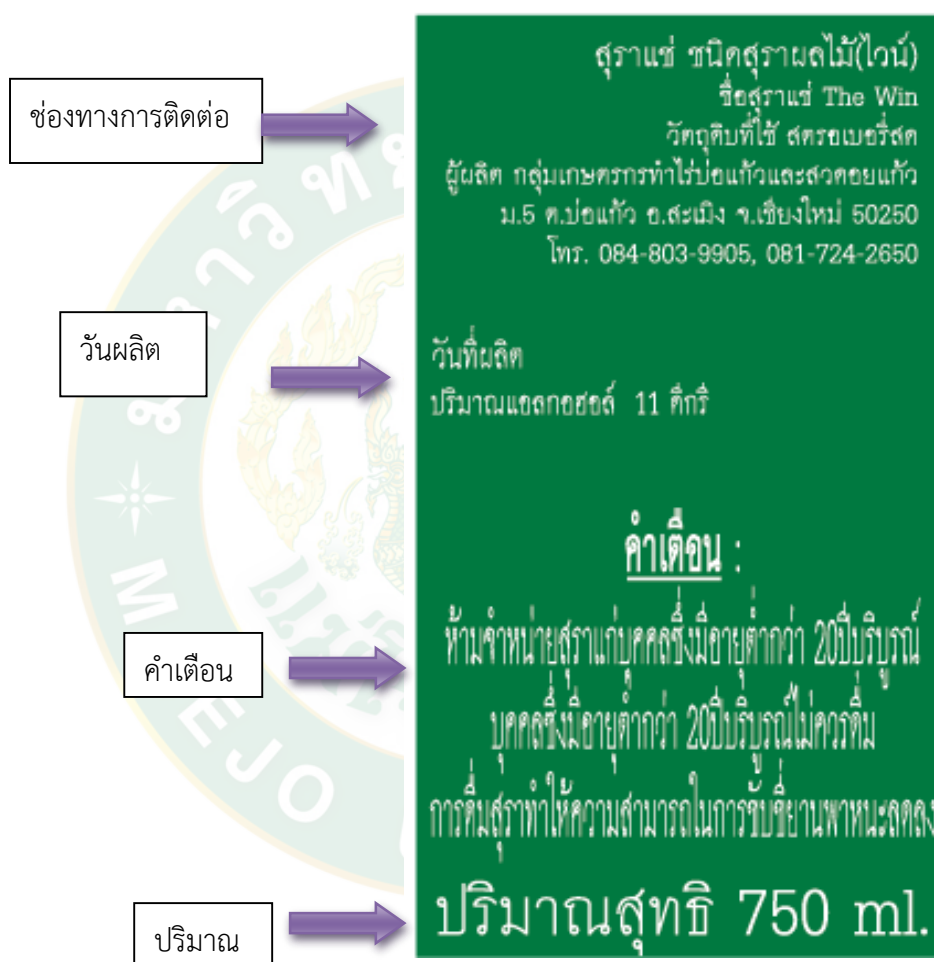 สุราแช่ ชนิดสุราผลไม้(ไวน์)
ชื่อสุราแช่ The Win
วัตถุดิบที่ใช้ สตรอเบอรี่สด
ผู้ผลิต กลุ่มเกษตรกรทำไร่บ่อแก้วและสวดอยแก้ว
ม.5 ต.บ่อแก้ว อ.สะเมิง จ.เชียงใหม่ 50250
โทร. 084-803-9905, 081-724-2650
ช่องทางการติดต่อ
วันผลิต
วันที่ผลิต
ปริมาณแอลกอฮอล์ 11 ดีกรี
คำเตือน :
ห้ามจำหน่ายสุราแก่บุคคลซึ่งมีอายุต่ำกว่า 20ปีบริบูรณ์
บุคคลซึ่งมีอายุต่ำกว่า 20ปีบริบูรณ์ไม่ควรดื่ม
การดื่มสุราทำให้ความสามารถในการขับขี่ยานพาหนะลดลง
คำเตือน
ปริมาณสุทธิ 750 ml.
ปริมาณ
MEJO